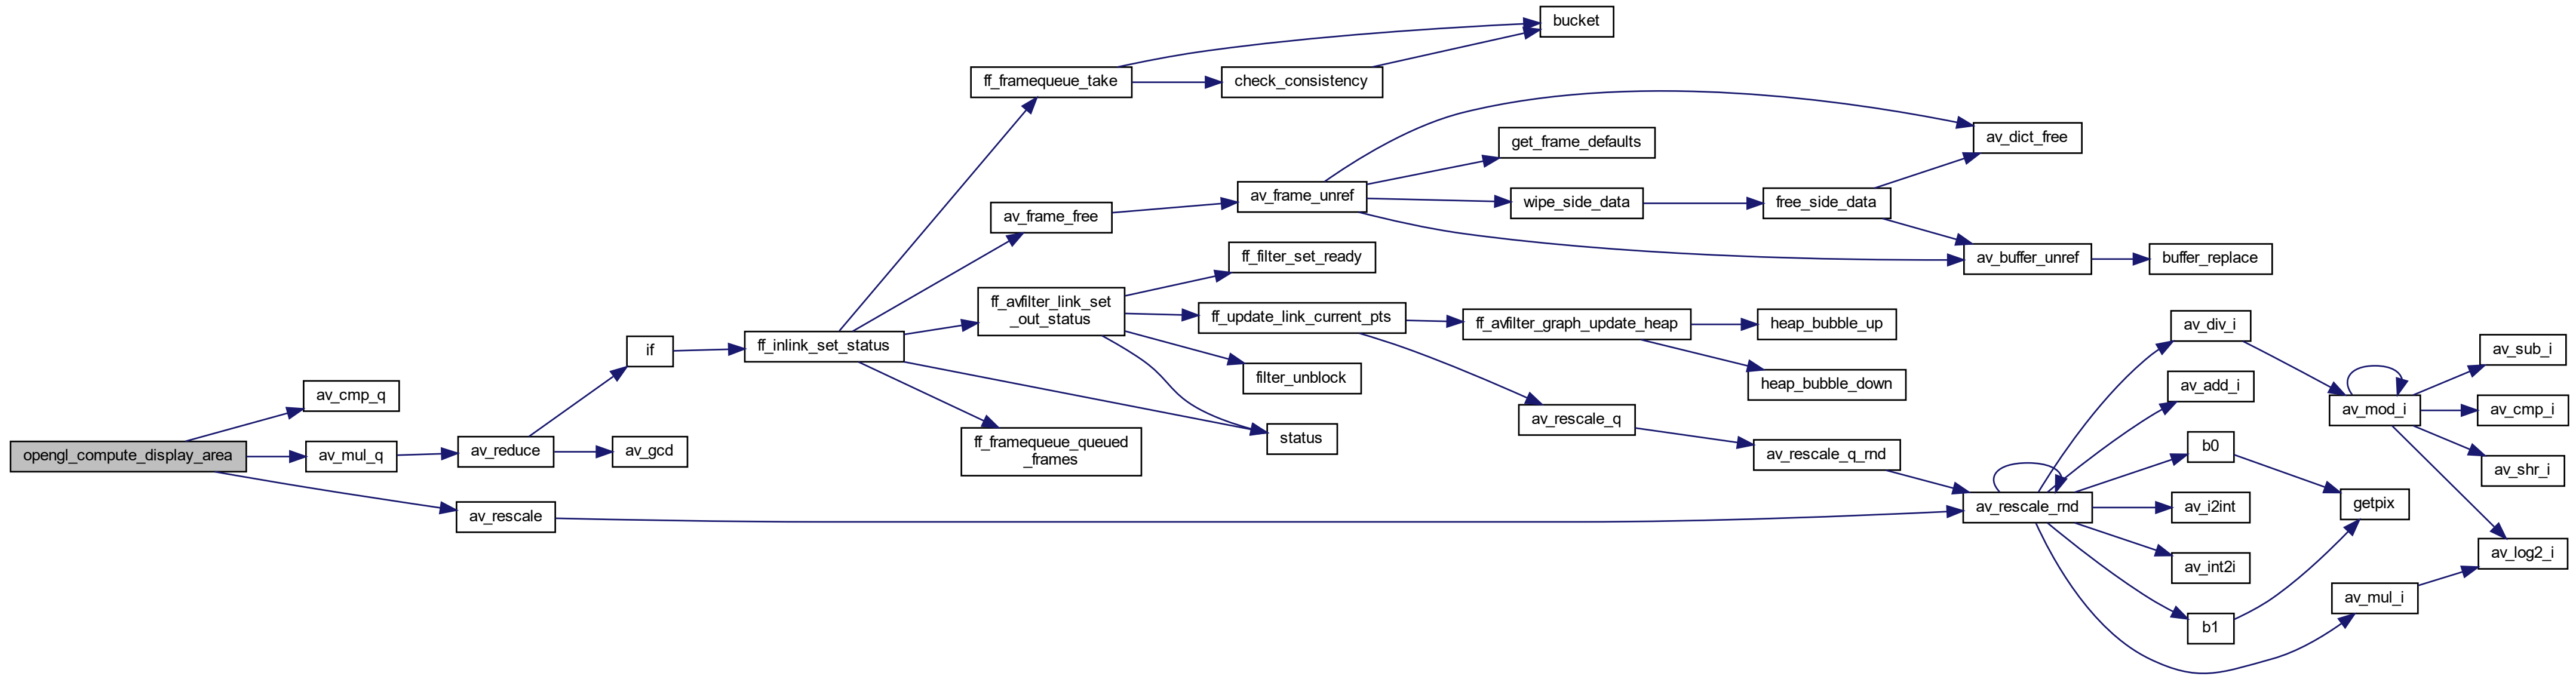 opengl_compute_display_area
av_cmp_q
av_mul_q
av_rescale
av_reduce
if
av_gcd
ff_inlink_set_status
ff_framequeue_take
av_frame_free
ff_avfilter_link_set
_out_status
ff_framequeue_queued
_frames
bucket
check_consistency
av_frame_unref
ff_filter_set_ready
ff_update_link_current_pts
filter_unblock
status
get_frame_defaults
wipe_side_data
ff_avfilter_graph_update_heap
av_rescale_q
free_side_data
heap_bubble_up
heap_bubble_down
av_rescale_q_rnd
av_dict_free
av_buffer_unref
buffer_replace
av_rescale_rnd
av_div_i
av_add_i
b0
av_i2int
av_int2i
b1
av_mod_i
getpix
av_mul_i
av_sub_i
av_cmp_i
av_shr_i
av_log2_i